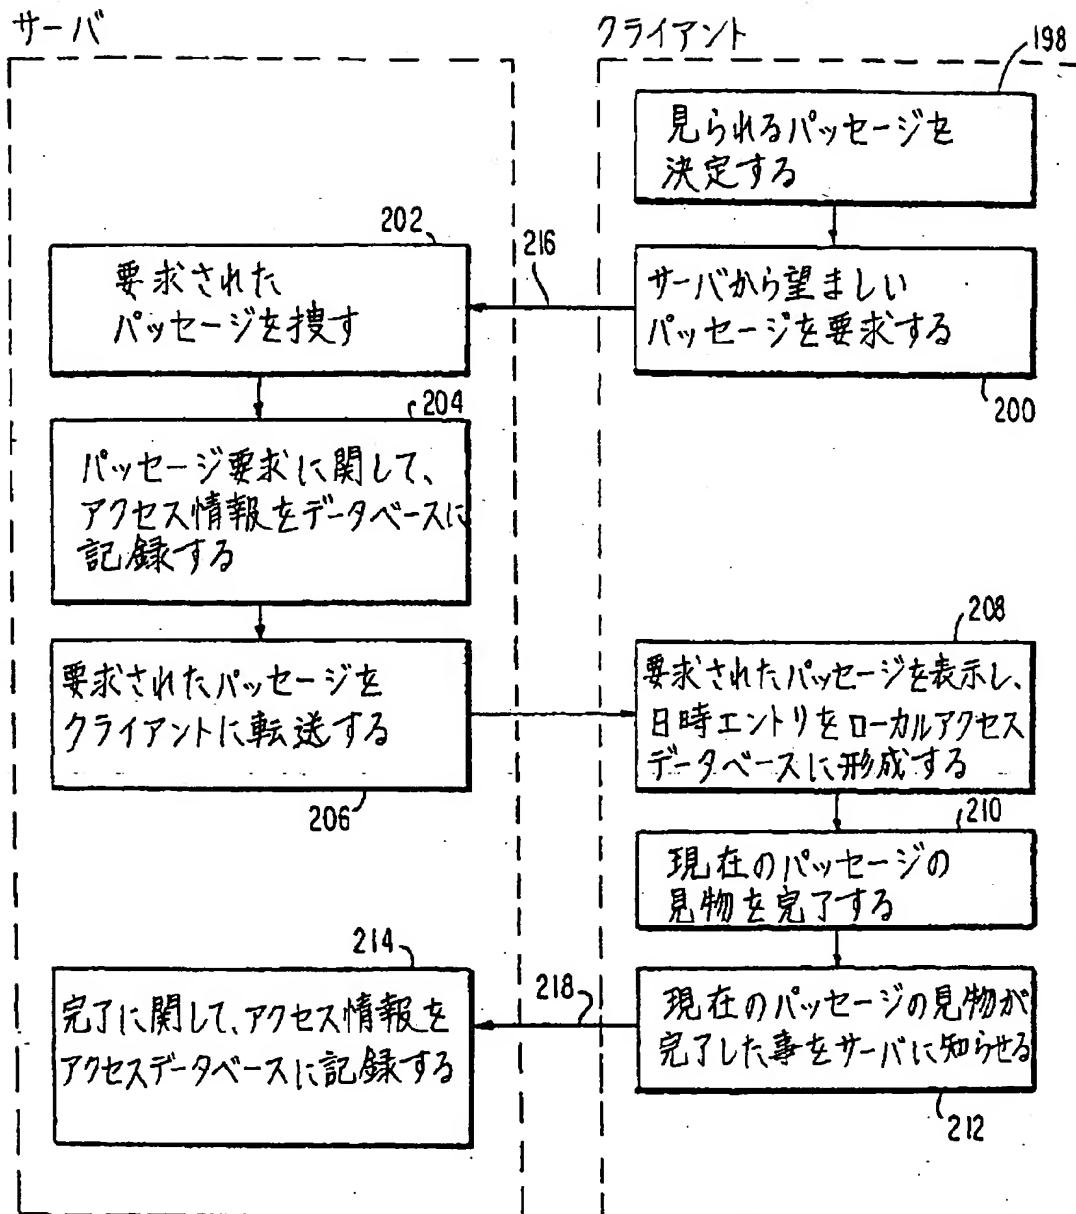 サーバ
クライアント
198
見られるパッセージを
決定する
202
要求された
パッセージを捜す
216
サーバから望ましい
パッセージを要求する
200
204
パッセージ要求に関して、
アクセス情報をデータベースに
記録する
要求されたパッセージを
クライアントに転送する
206
208
要求されたパッセージを表示し、
日時エントリをローカルアクセス
データベースに形成する
210
現在のパッセージの
見物を完了する
214
完了に関して、アクセス情報を
アクセスデータベースに記録する
218
現在のパッセージの見物が
完了した事をサーバに知らせる
212